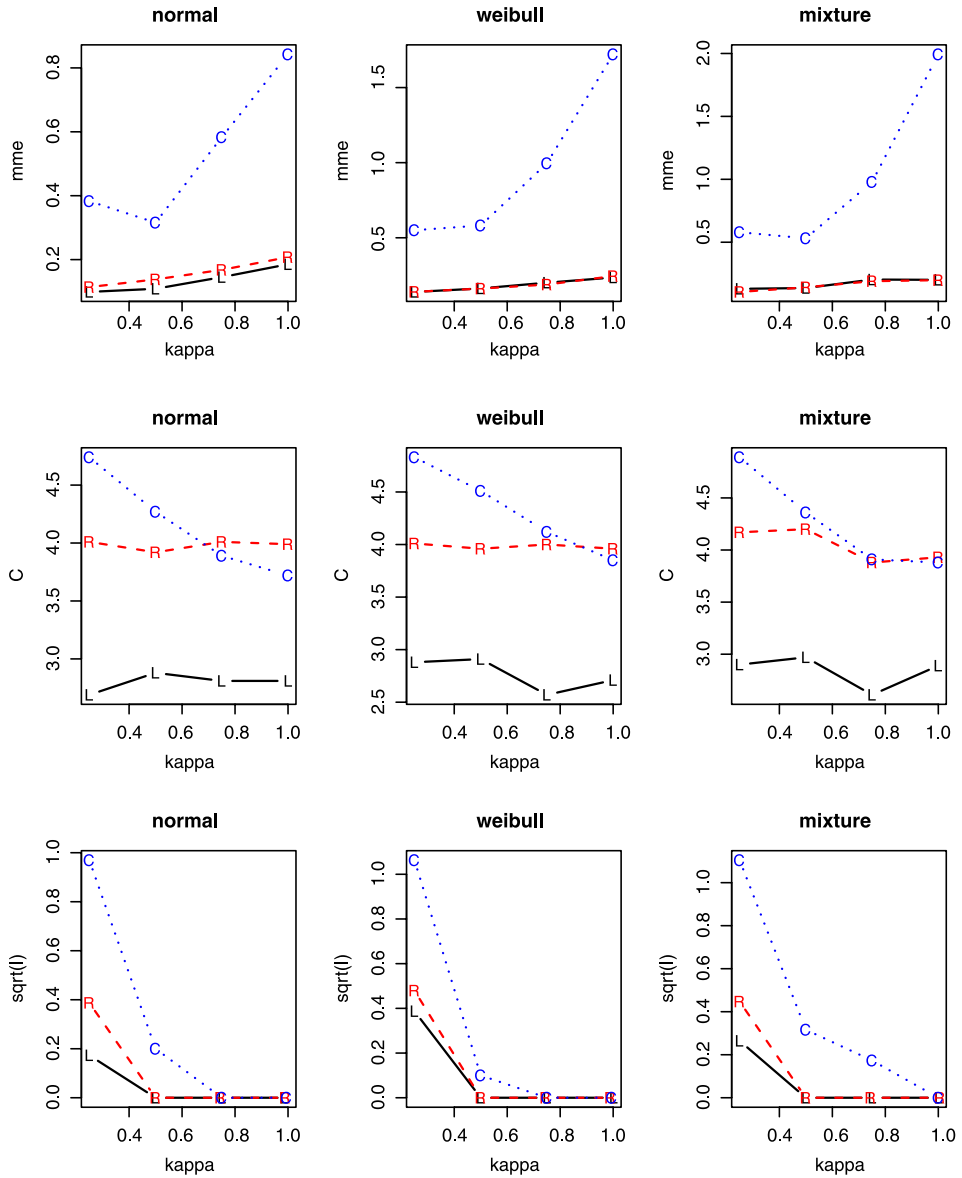 normal weibull mixture
mme
0.2 0.4 0.6 0.8
C C C C
R R R R
L L L L
0.4 0.6 0.8 1.0
kappa
mme
0.5 1.0 1.5
C C C C
R R R R
L L L L
0.4 0.6 0.8 1.0
kappa
mme
0.5 1.0 1.5 2.0
C C C C
R R R R
L L L L
0.4 0.6 0.8 1.0
kappa
normal weibull mixture
C
3.0 3.5 4.0 4.5
C C C C
R R R R
L L L L
0.4 0.6 0.8 1.0
kappa
C
2.5 3.0 3.5 4.0 4.5
C C C C
R R R R
L L L L
0.4 0.6 0.8 1.0
kappa
C
3.0 3.5 4.0 4.5
C C C C
R R R R
L L L L
0.4 0.6 0.8 1.0
kappa
normal weibull mixture
sqrt(I)
0.0 0.2 0.4 0.6 0.8 1.0
C C C C
R R R R
L L L L
0.4 0.6 0.8 1.0
kappa
sqrt(I)
0.0 0.2 0.4 0.6 0.8 1.0
C C C C
R R R R
L L L L
0.4 0.6 0.8 1.0
kappa
sqrt(I)
0.0 0.2 0.4 0.6 0.8 1.0
C C C C
R R R R
L L L L
0.4 0.6 0.8 1.0
kappa